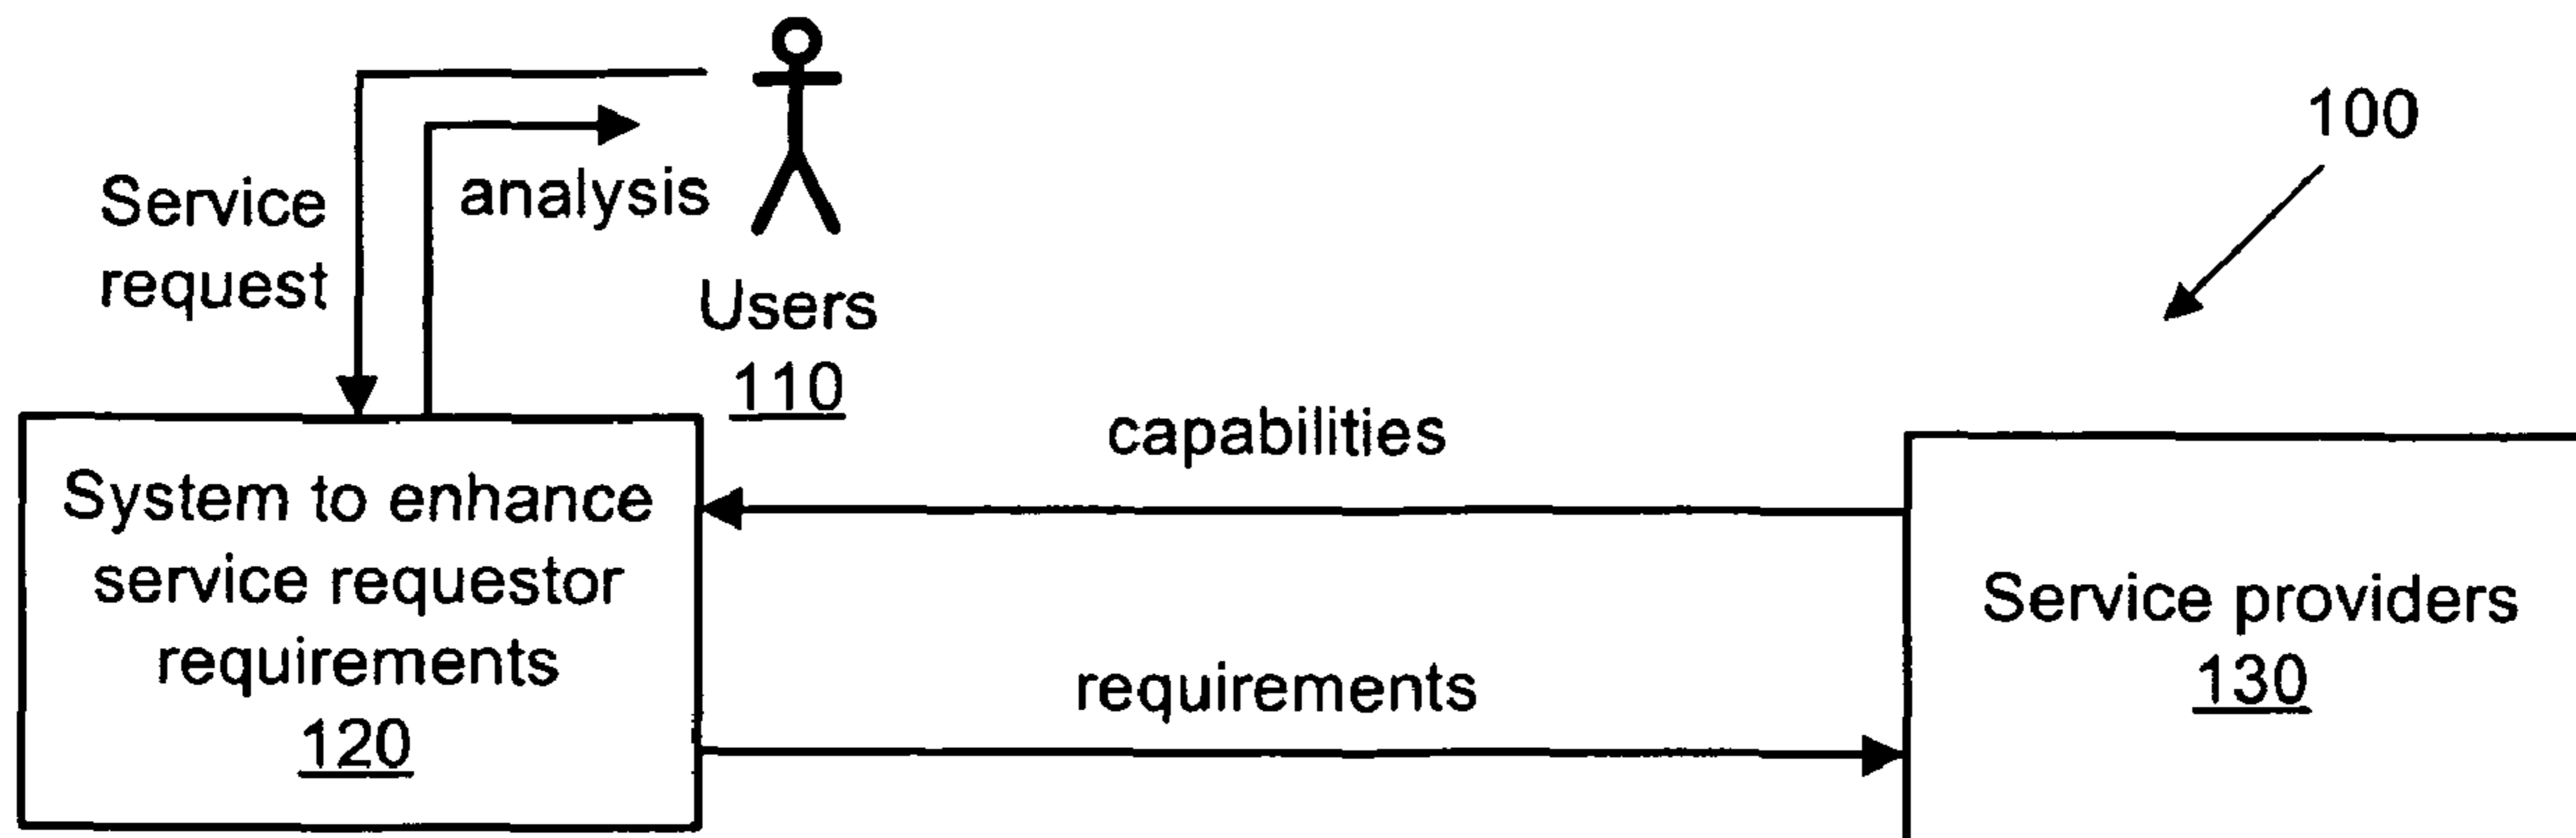 100
Service
request
analysis
Users
110
System to enhance
service requestor
requirements
120
capabilities
requirements
Service providers
130